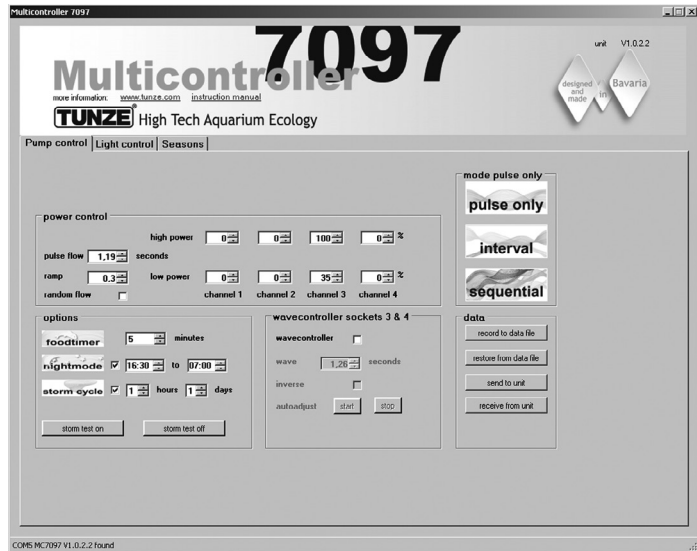 Multicontroller 7097
7097
Multicontroller
unit V1.0.2.2
designed and made in Bavaria
more information: www.tunze.com instruction manual
TUNZE® High Tech Aquarium Ecology
Pump control Light control Seasons
mode pulse only
pulse only
interval
sequential
power control
high power 0 0 100 0 %
pulse flow 1,19 seconds
ramp 0.3 low power 0 0 35 0 %
random flow channel 1 channel 2 channel 3 channel 4
options
foodtimer 5 minutes
nightmode 16:30 to 07:00
storm cycle 1 hours 1 days
storm test on storm test off
wavecontroller sockets 3 & 4
wavecontroller
wave 1,26 seconds
inverse
autoadjust start stop
data
record to data file
restore from data file
send to unit
receive from unit
COM5 MC7097 V1.0.2.2 found